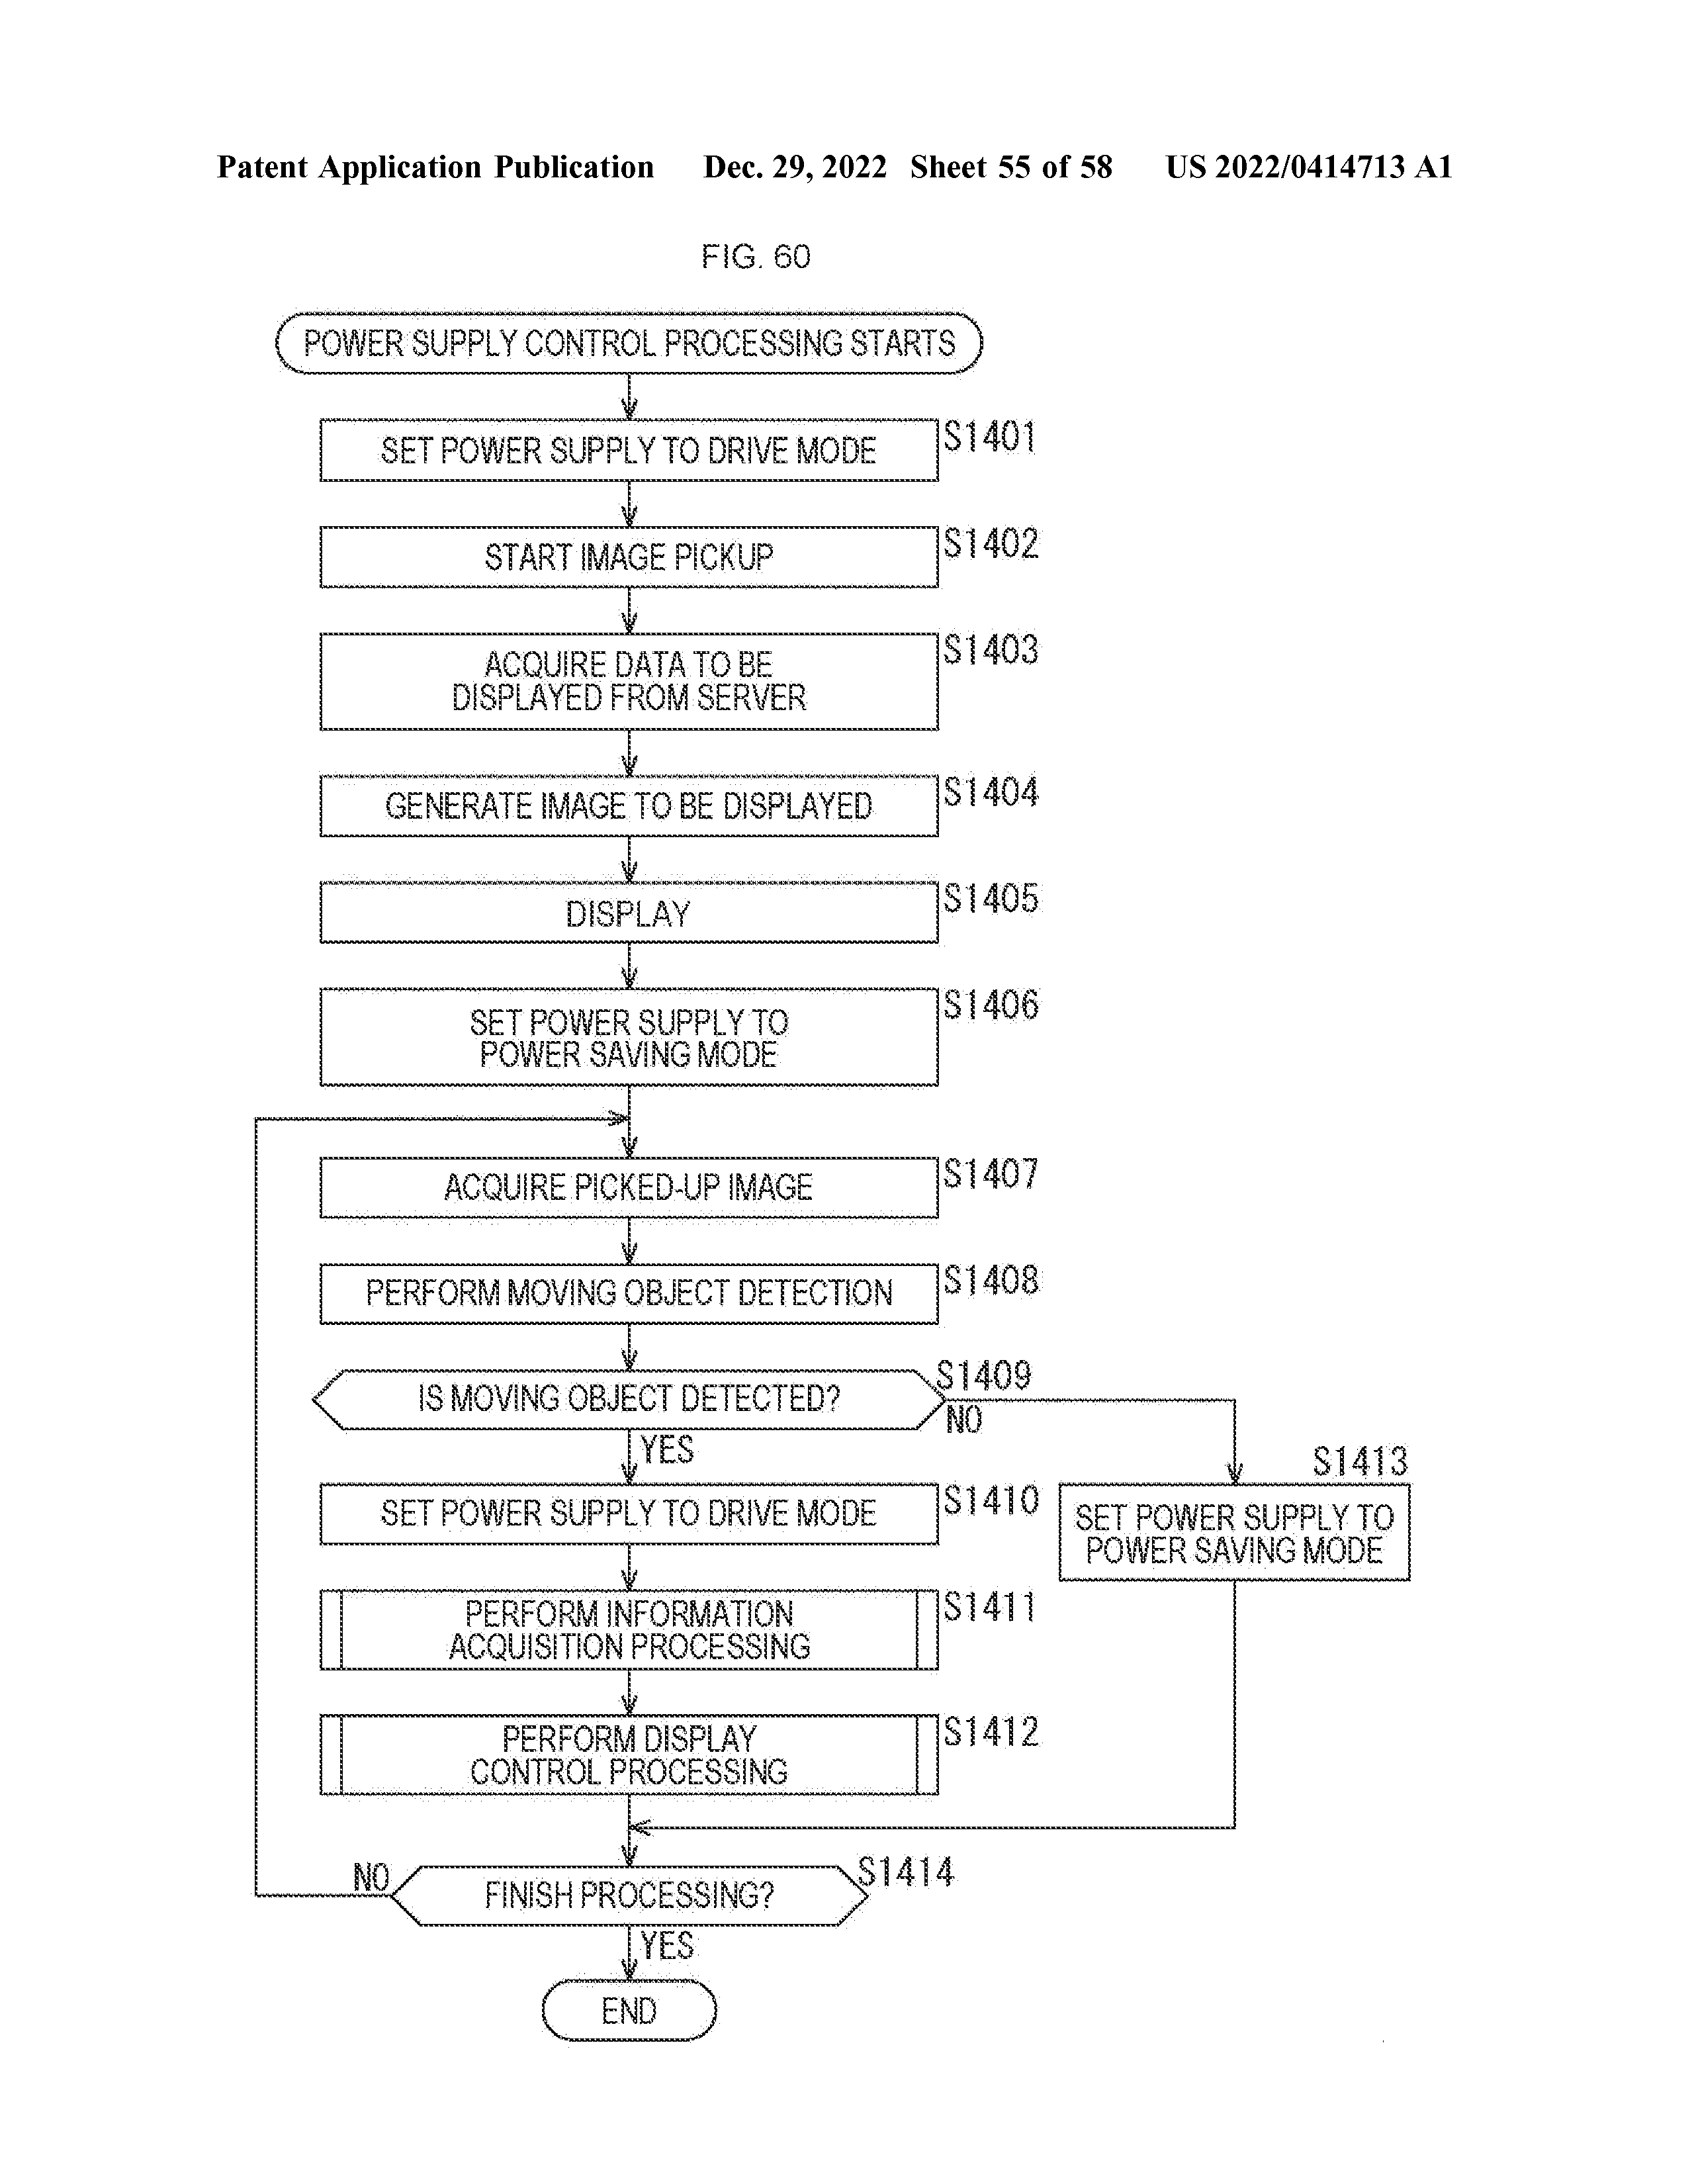 Patent Application Publication Dec. 29, 2022 Sheet 55 of 58 US 2022/0414713 A1
FIG. 60
POWER SUPPLY CONTROL PROCESSING STARTS
SET POWER SUPPLY TO DRIVE MODE S1401
START IMAGE PICKUP S1402
ACQUIRE DATA TO BE S1403
DISPLAYED FROM SERVER
GENERATE IMAGE TO BE DISPLAYED S1404
DISPLAY S1405
SET POWER SUPPLY TO S1406
POWER SAVING MODE
ACQUIRE PICKED-UP IMAGE S1407
PERFORM MOVING OBJECT DETECTION S1408
IS MOVING OBJECT DETECTED? S1409
NO
YES
SET POWER SUPPLY TO DRIVE MODE S1410
S1413
SET POWER SUPPLY TO
POWER SAVING MODE
PERFORM INFORMATION S1411
ACQUISITION PROCESSING
PERFORM DISPLAY S1412
CONTROL PROCESSING
NO
FINISH PROCESSING? S1414
YES
END